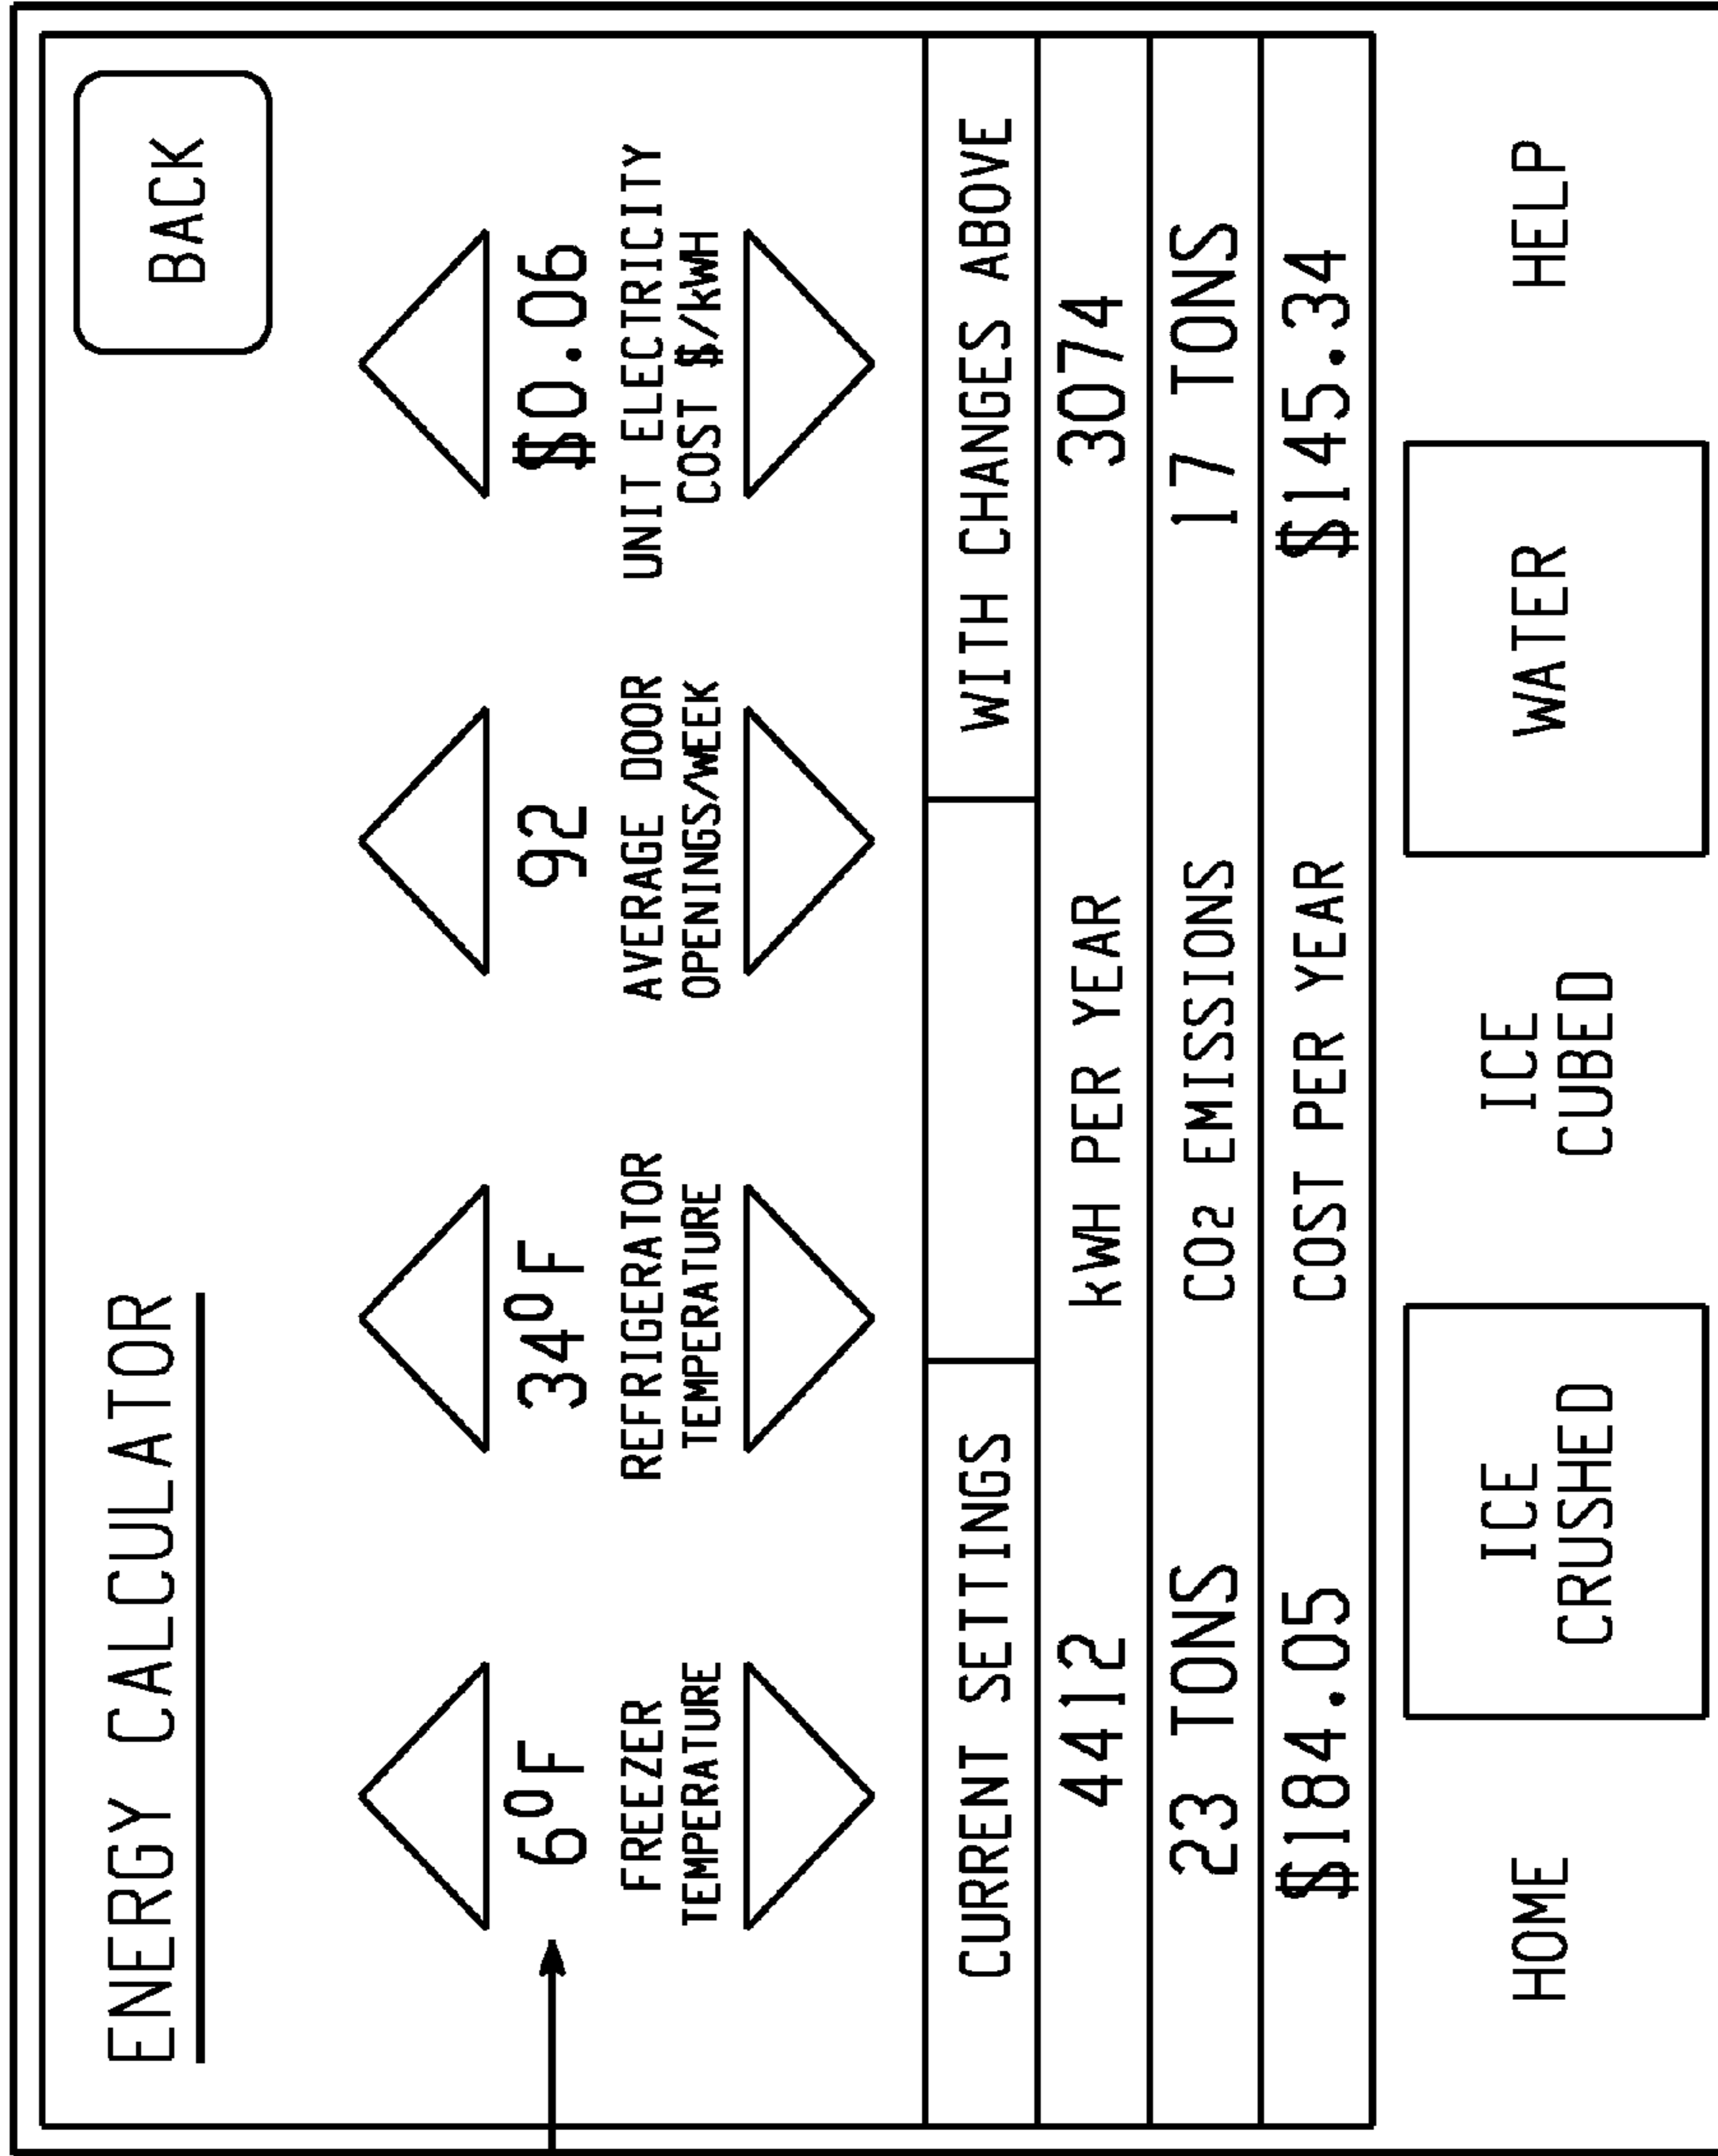 ENERGY CALCULATOR
BACK
6°F 34°F 92 $0.06
FREEZER TEMPERATURE
REFRIGERATOR TEMPERATURE
AVERAGE DOOR OPENINGS/WEEK
UNIT ELECTRICITY COST $/kWH
CURRENT SETTINGS WITH CHANGES ABOVE
4412 kWH PER YEAR 3074
23 TONS CO₂ EMISSIONS 17 TONS
$184.05 COST PER YEAR $145.34
HOME
ICE
CRUSHED
ICE
CUBED
WATER
HELP